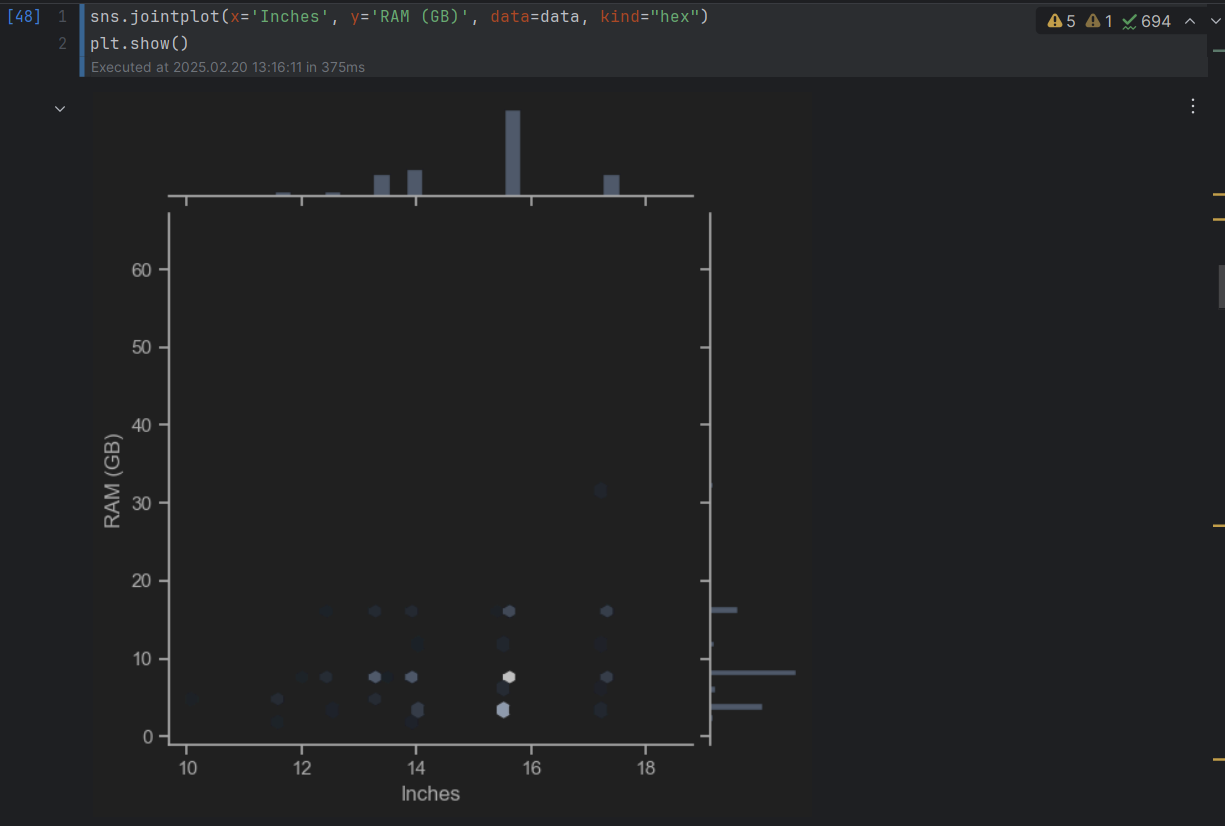 [48] 1 sns.jointplot(x='Inches', y='RAM (GB)', data=data, kind="hex")
2 plt.show()
Executed at 2025.02.20 13:16:11 in 375ms
5 1 694
60
50
40
30
20
10
0
RAM (GB)
10 12 14 16 18
Inches